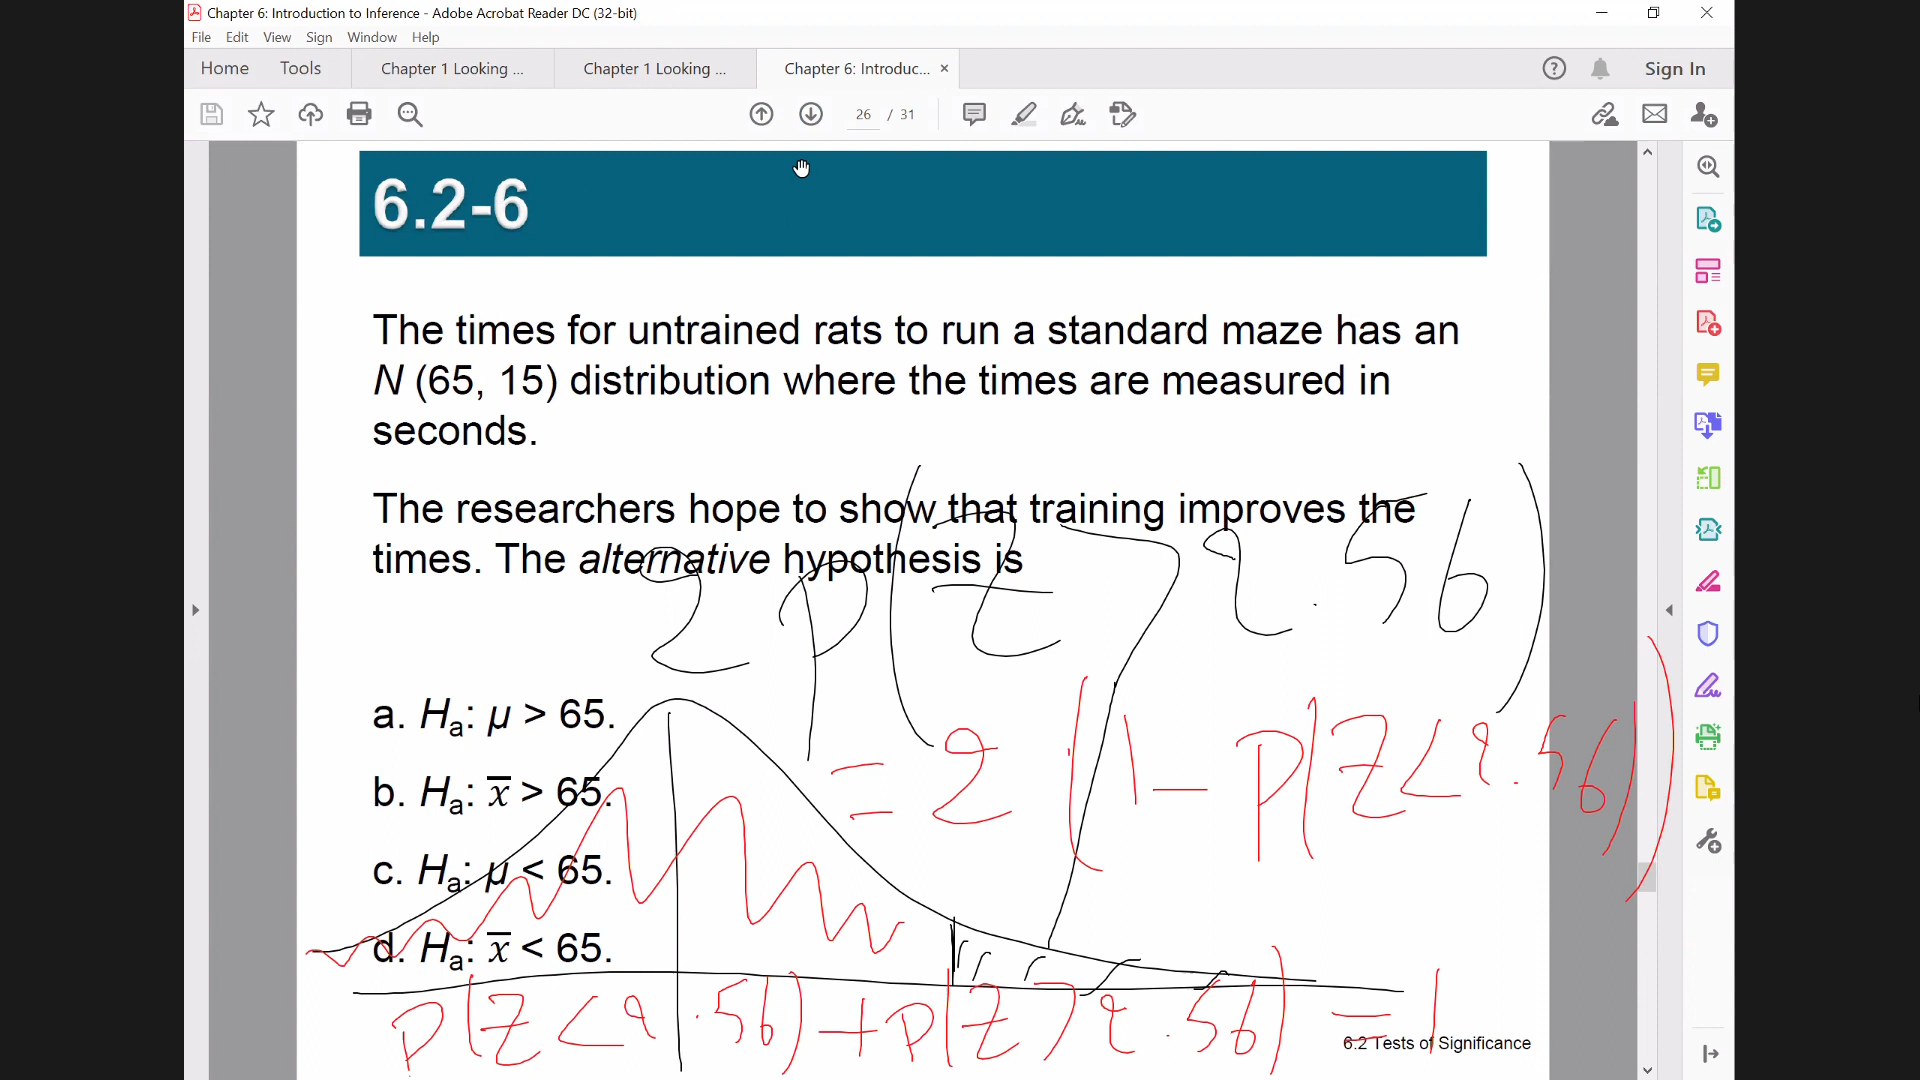 Chapter 6: Introduction to Inference - Adobe Acrobat Reader DC (32-bit)
File Edit View Sign Window Help
Home Tools Chapter 1 Looking ... Chapter 1 Looking ... Chapter 6: Introduc... × Sign In
26 / 31
6.2-6
The times for untrained rats to run a standard maze has an
N (65, 15) distribution where the times are measured in
seconds.
The researchers hope to show that training improves the
times. The alternative hypothesis is
2 P(Z > 2.56)
= 2 (1 - P(Z < 2.56))
a. Hₐ: μ > 65.
b. Hₐ: x̅ > 65.
c. Hₐ: μ < 65.
d. Hₐ: x̅ < 65.
P(Z < 2.56) + P(Z > 2.56) = 1
6.2 Tests of Significance